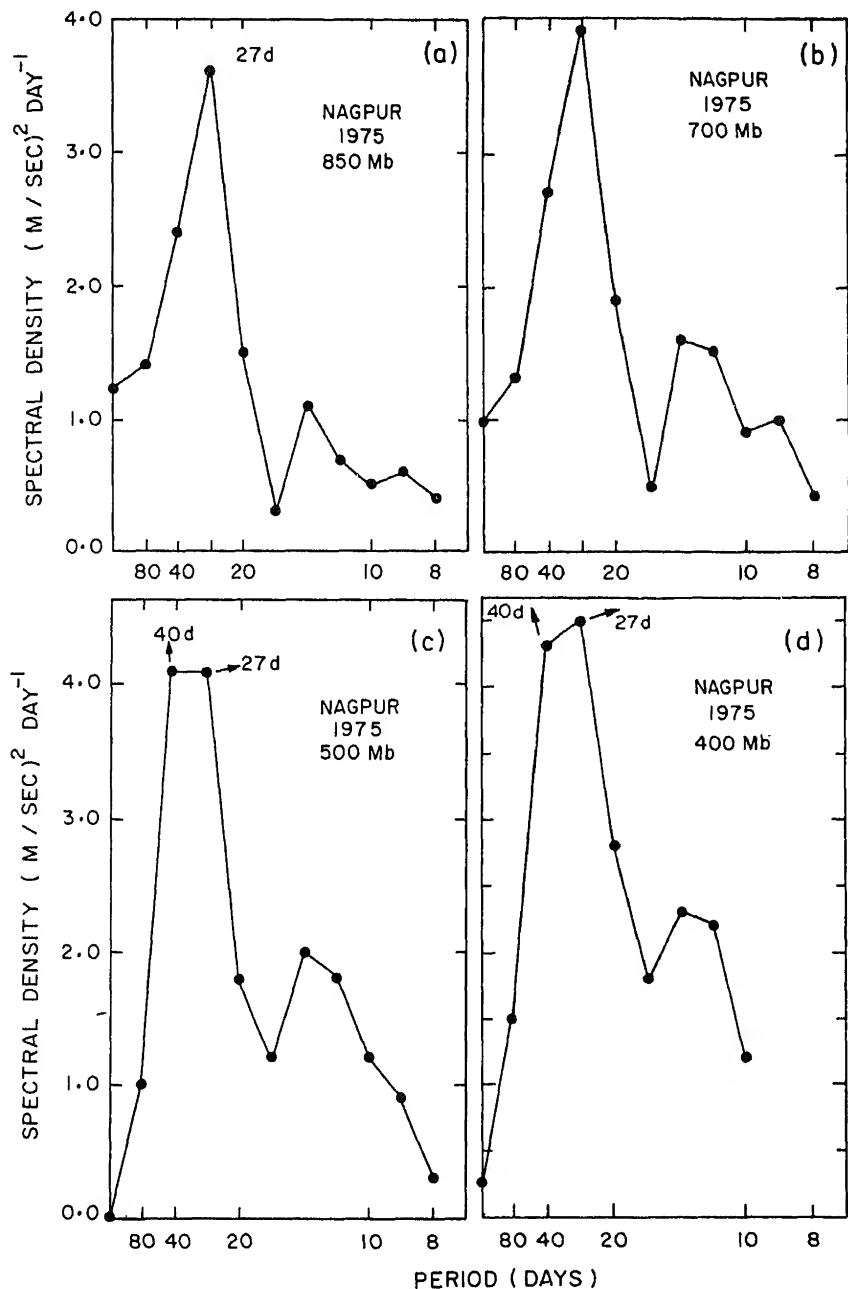 SPECTRAL DENSITY (M / SEC)² DAY⁻¹
4.0
3.0
2.0
1.0
0.0
27d
(a)
NAGPUR
1975
850 Mb
80 40 20 10 8
(b)
NAGPUR
1975
700 Mb
80 40 20 10 8
SPECTRAL DENSITY (M / SEC)² DAY⁻¹
4.0
3.0
2.0
1.0
0.0
40d
27d
(c)
NAGPUR
1975
500 Mb
80 40 20 10 8
40d
27d
(d)
NAGPUR
1975
400 Mb
80 40 20 10 8
PERIOD (DAYS)